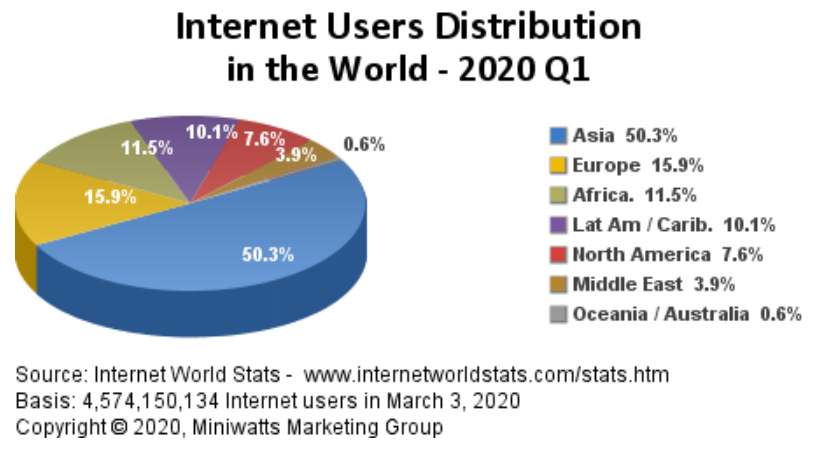 Internet Users Distribution
in the World - 2020 Q1
10.1%
7.6%
0.6%
11.5%
3.9%
15.9%
50.3%
Asia 50.3%
Europe 15.9%
Africa. 11.5%
Lat Am / Carib. 10.1%
North America 7.6%
Middle East 3.9%
Oceania / Australia 0.6%
Source: Internet World Stats - www.internetworldstats.com/stats.htm
Basis: 4,574,150,134 Internet users in March 3, 2020
Copyright © 2020, Miniwatts Marketing Group